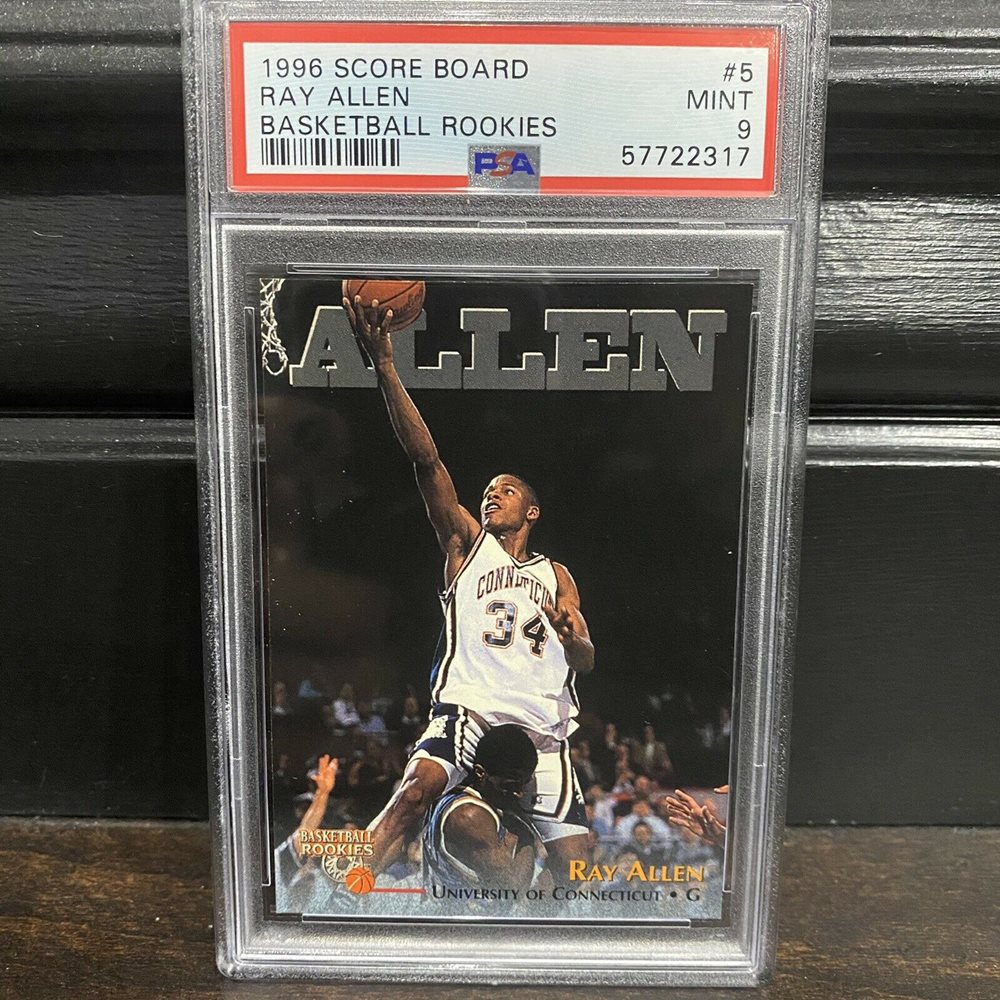 1996 SCORE BOARD #5
RAY ALLEN MINT
BASKETBALL ROOKIES 9
PSA 57722317
ALLEN
CONNECTICU
34
BASKETBALL
ROOKIES
RAY ALLEN
UNIVERSITY OF CONNECTICUT • G